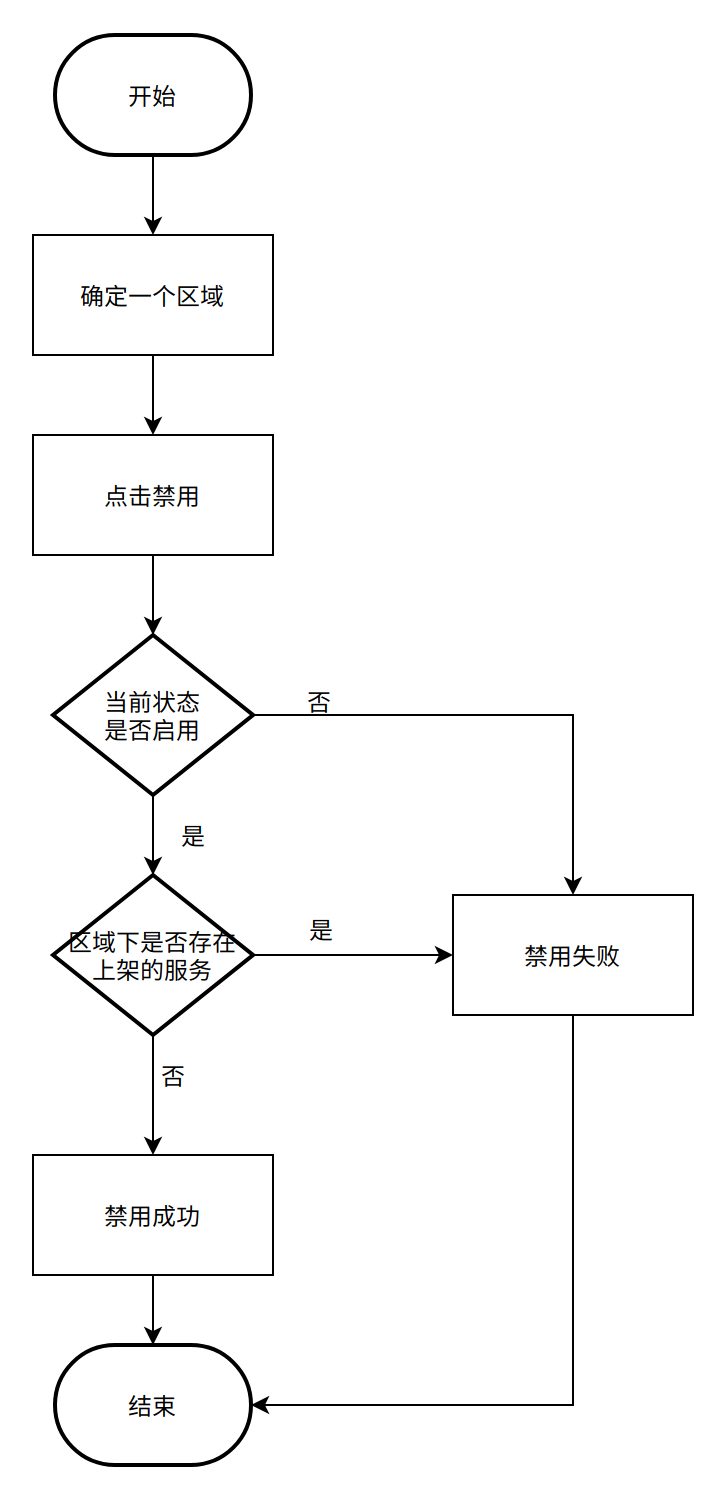 开始
确定一个区域
点击禁用
当前状态
是否启用
否
是
区域下是否存在
上架的服务
是
禁用失败
否
禁用成功
结束